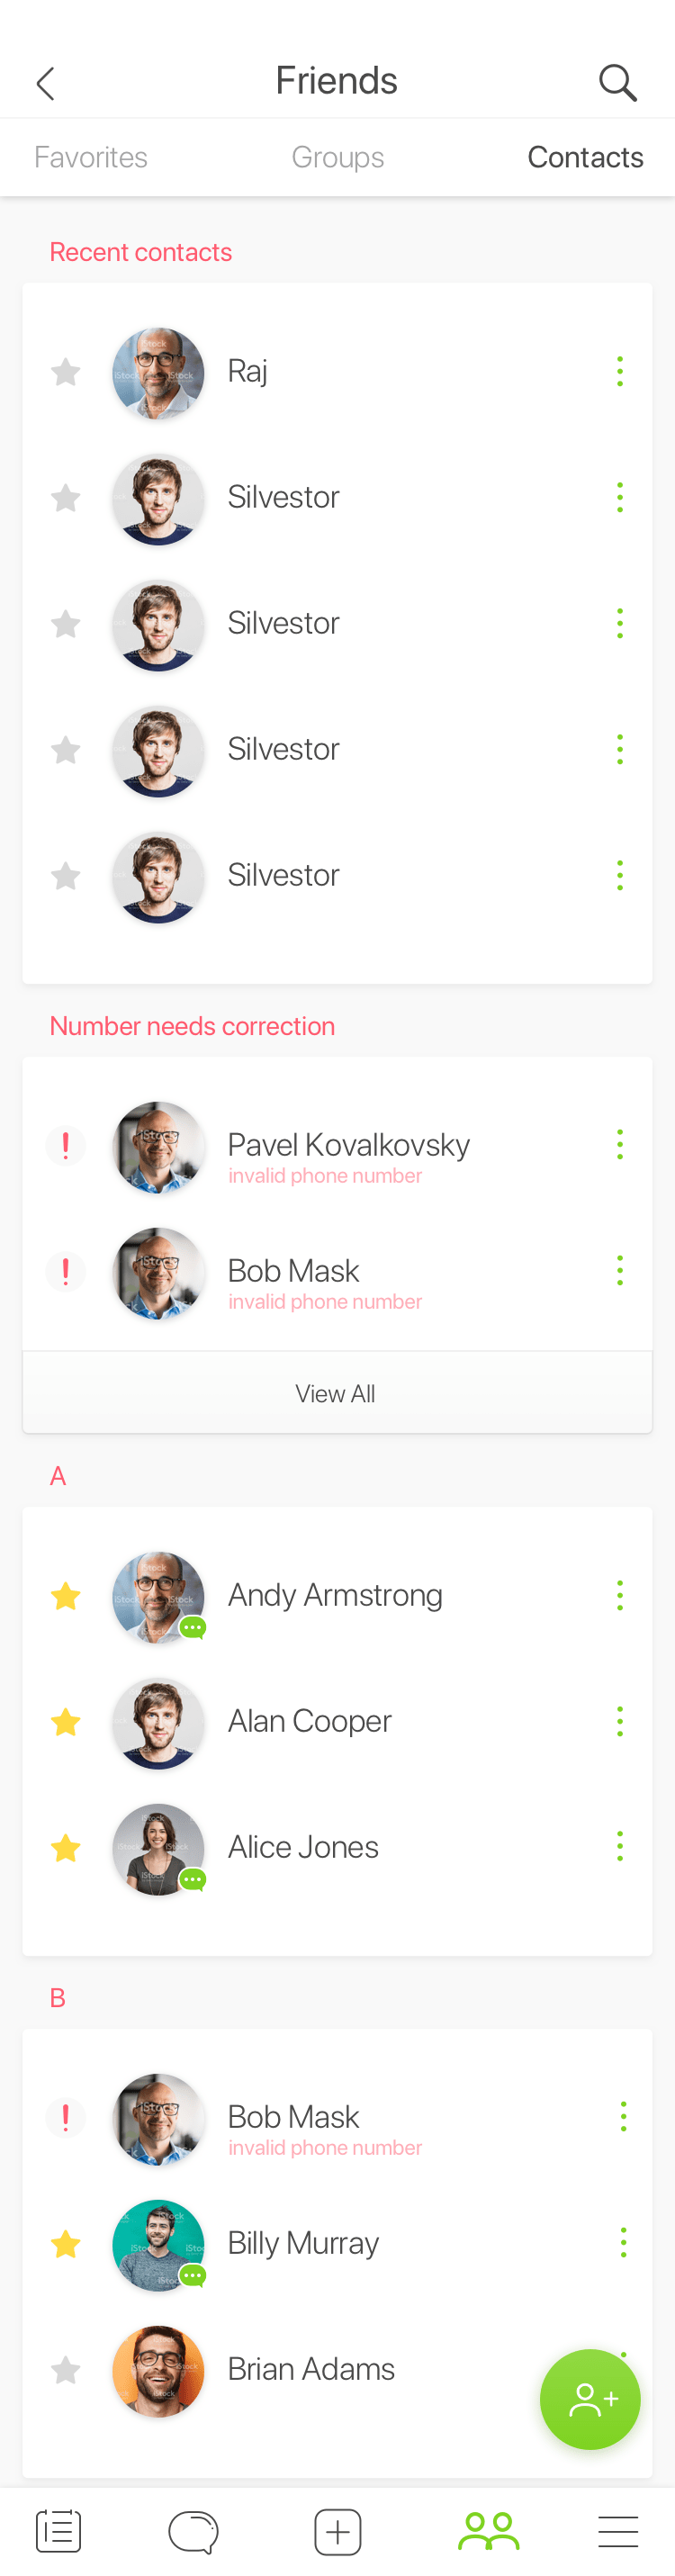 Friends
Favorites
Groups
Contacts
Recent contacts
Raj
Silvestor
Silvestor
Silvestor
Silvestor
Number needs correction
Pavel Kovalkovsky
invalid phone number
Bob Mask
invalid phone number
View All
A
Andy Armstrong
Alan Cooper
Alice Jones
B
Bob Mask
invalid phone number
Billy Murray
Brian Adams